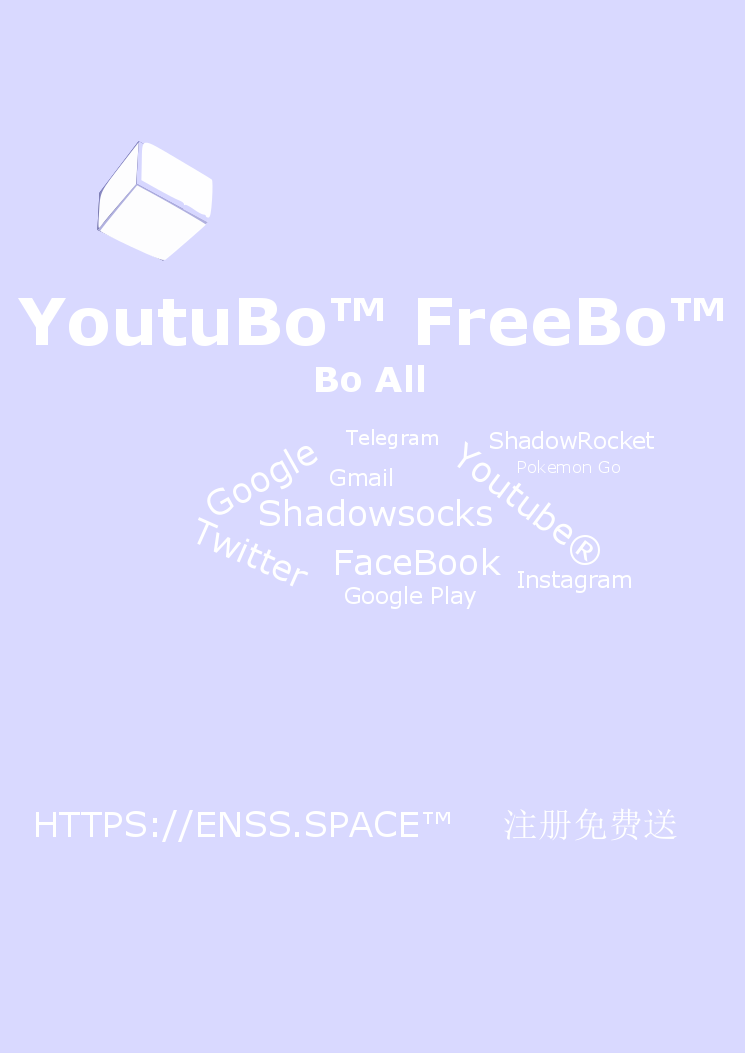 YoutuBo™ FreeBo™
Bo All
Telegram
ShadowRocket
Google
Gmail
Youtube®
Pokemon Go
Shadowsocks
Twitter
FaceBook
Instagram
Google Play
HTTPS://ENSS.SPACE™ 注册免费送